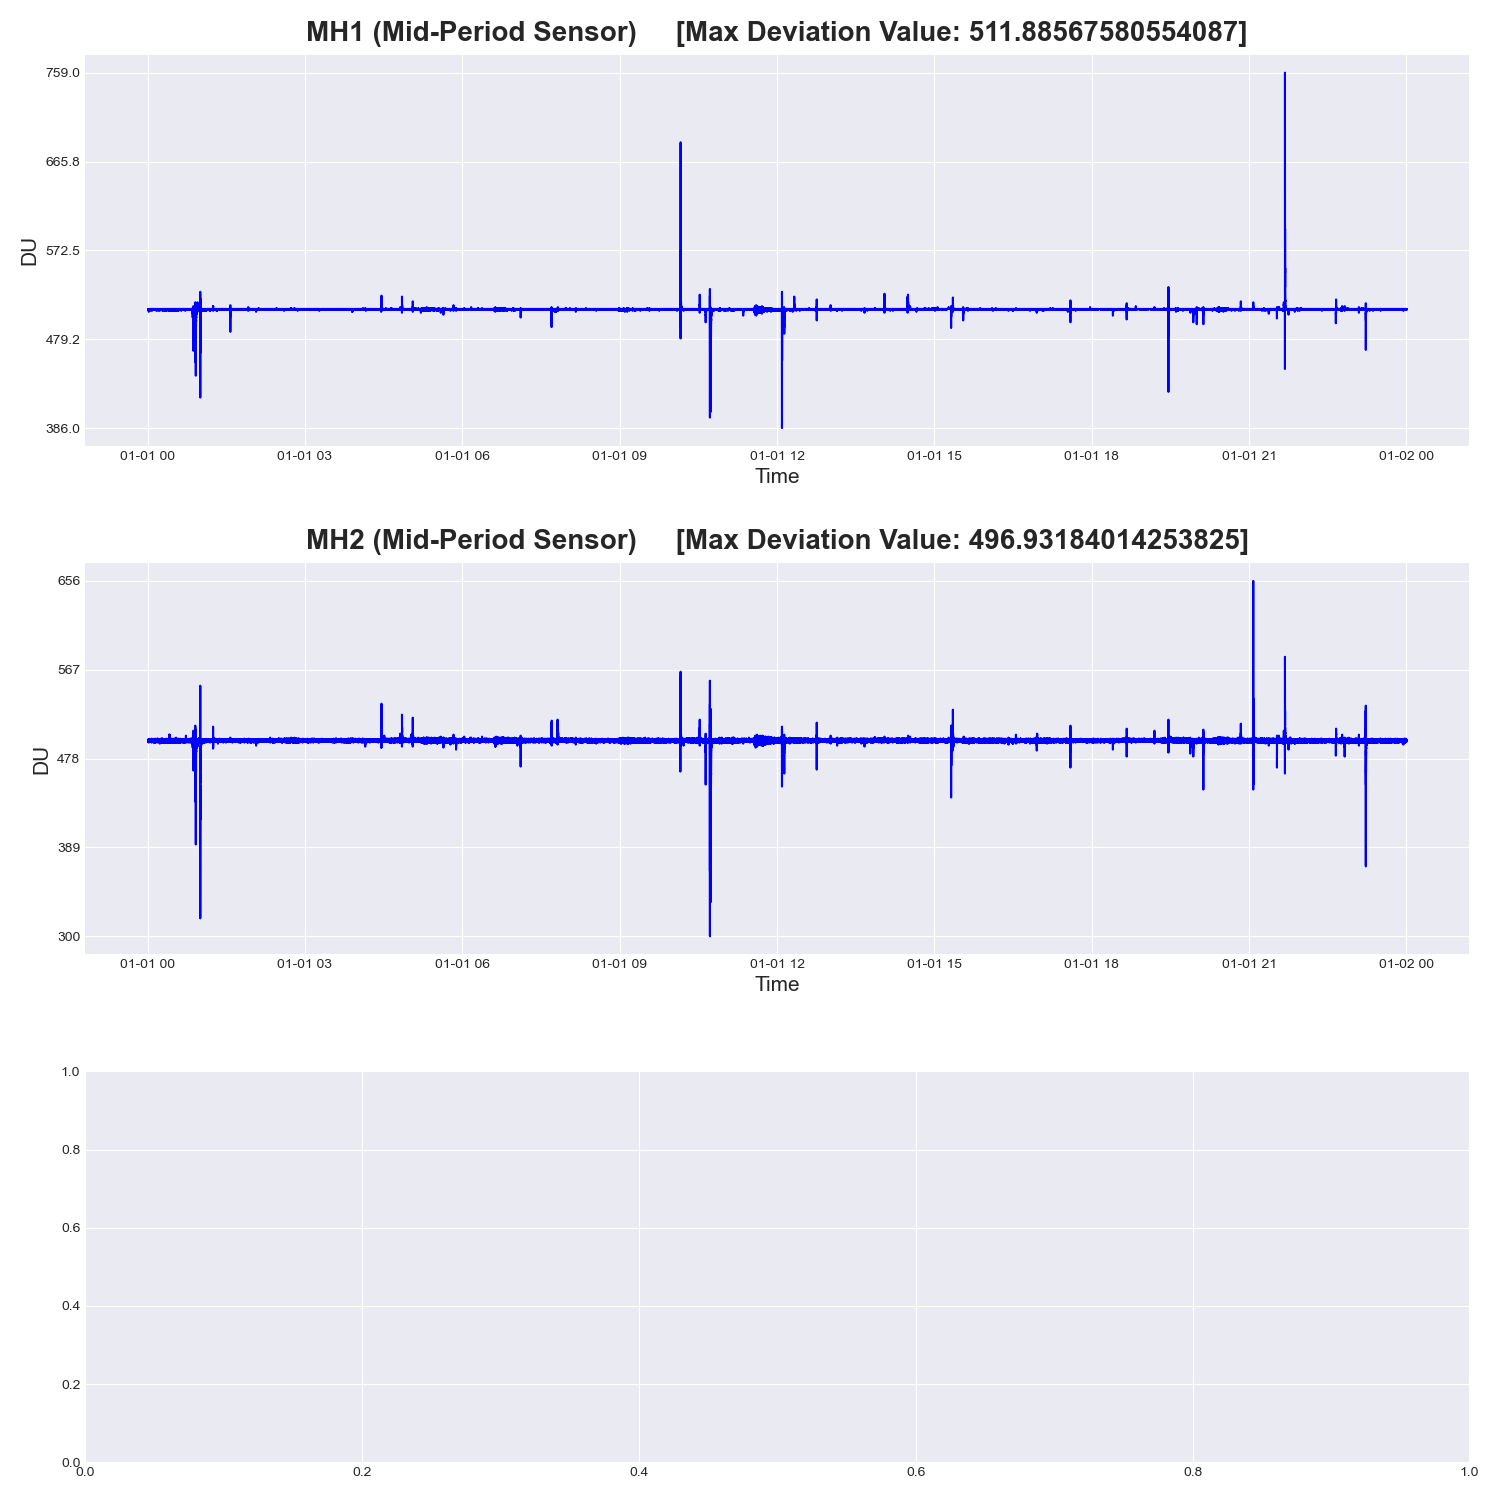 MH1 (Mid-Period Sensor)     [Max Deviation Value: 511.88567580554087]
759.0
665.8
572.5
479.2
386.0
DU
01-01 00 01-01 03 01-01 06 01-01 09 01-01 12 01-01 15 01-01 18 01-01 21 01-02 00
Time
MH2 (Mid-Period Sensor)     [Max Deviation Value: 496.93184014253825]
656
567
478
389
300
DU
01-01 00 01-01 03 01-01 06 01-01 09 01-01 12 01-01 15 01-01 18 01-01 21 01-02 00
Time
1.0
0.8
0.6
0.4
0.2
0.0
0.0 0.2 0.4 0.6 0.8 1.0